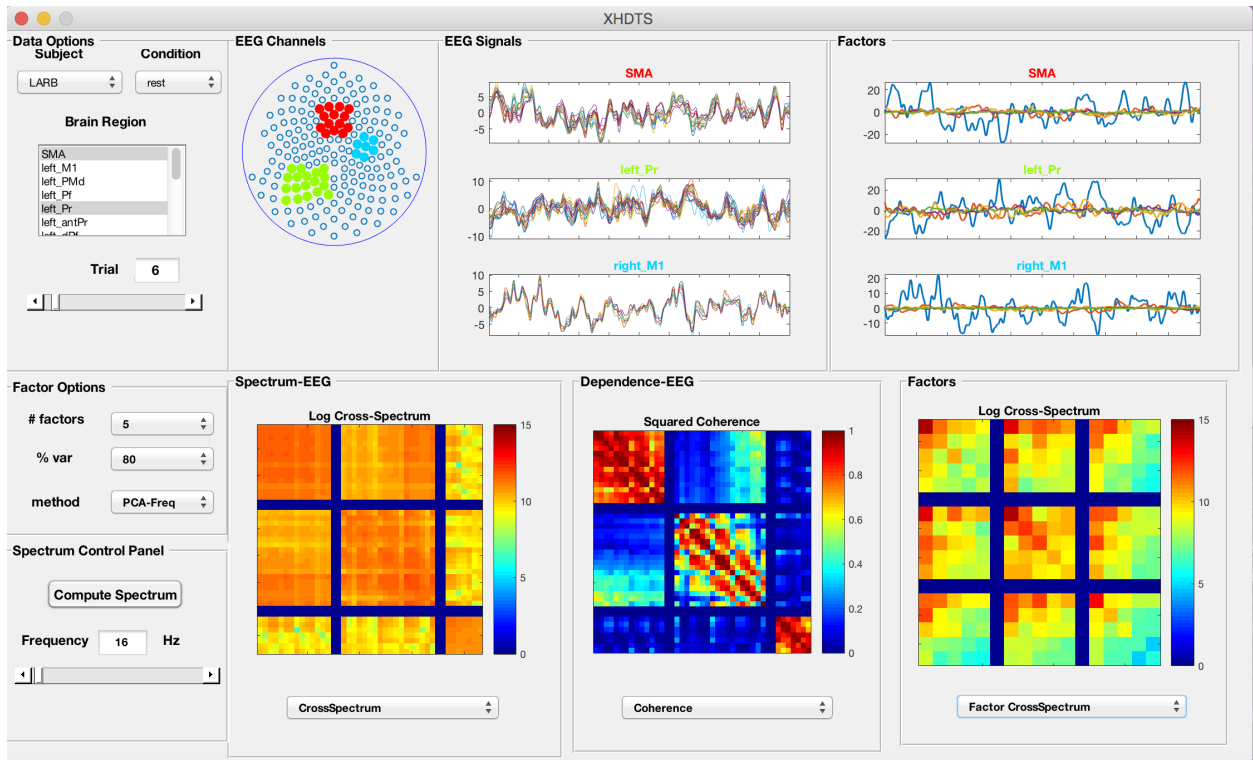 XHDTS
Data Options
Subject
Condition
LARB
rest
Brain Region
SMA
left_M1
left_PMd
left_Pf
left_Pr
left_antPr
Trial
6
EEG Channels
EEG Signals
SMA
5
0
-5
left_Pr
10
0
-10
right_M1
10
5
0
-5
Factors
SMA
20
0
-20
left_Pr
20
0
-20
right_M1
20
10
0
-10
Factor Options
# factors
5
% var
80
method
PCA-Freq
Spectrum Control Panel
Compute Spectrum
Frequency
16
Hz
Spectrum-EEG
Log Cross-Spectrum
15
10
5
0
CrossSpectrum
Dependence-EEG
Squared Coherence
1
0.8
0.6
0.4
0.2
0
Coherence
Factors
Log Cross-Spectrum
15
10
5
0
Factor CrossSpectrum